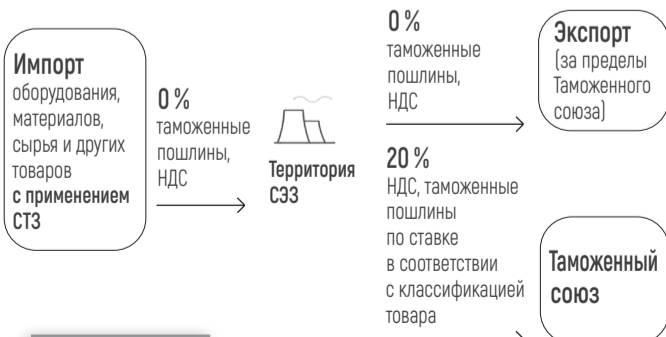 Импорт
оборудования,
материалов,
сырья и других
товаров
с применением
СТЗ
0 %
таможенные
пошлины,
НДС
Территория
СЭЗ
0 %
таможенные
пошлины,
НДС
Экспорт
(за пределы
Таможенного
союза)
20 %
НДС, таможенные
пошлины
по ставке
в соответствии
с классификацией
товара
Таможенный
союз